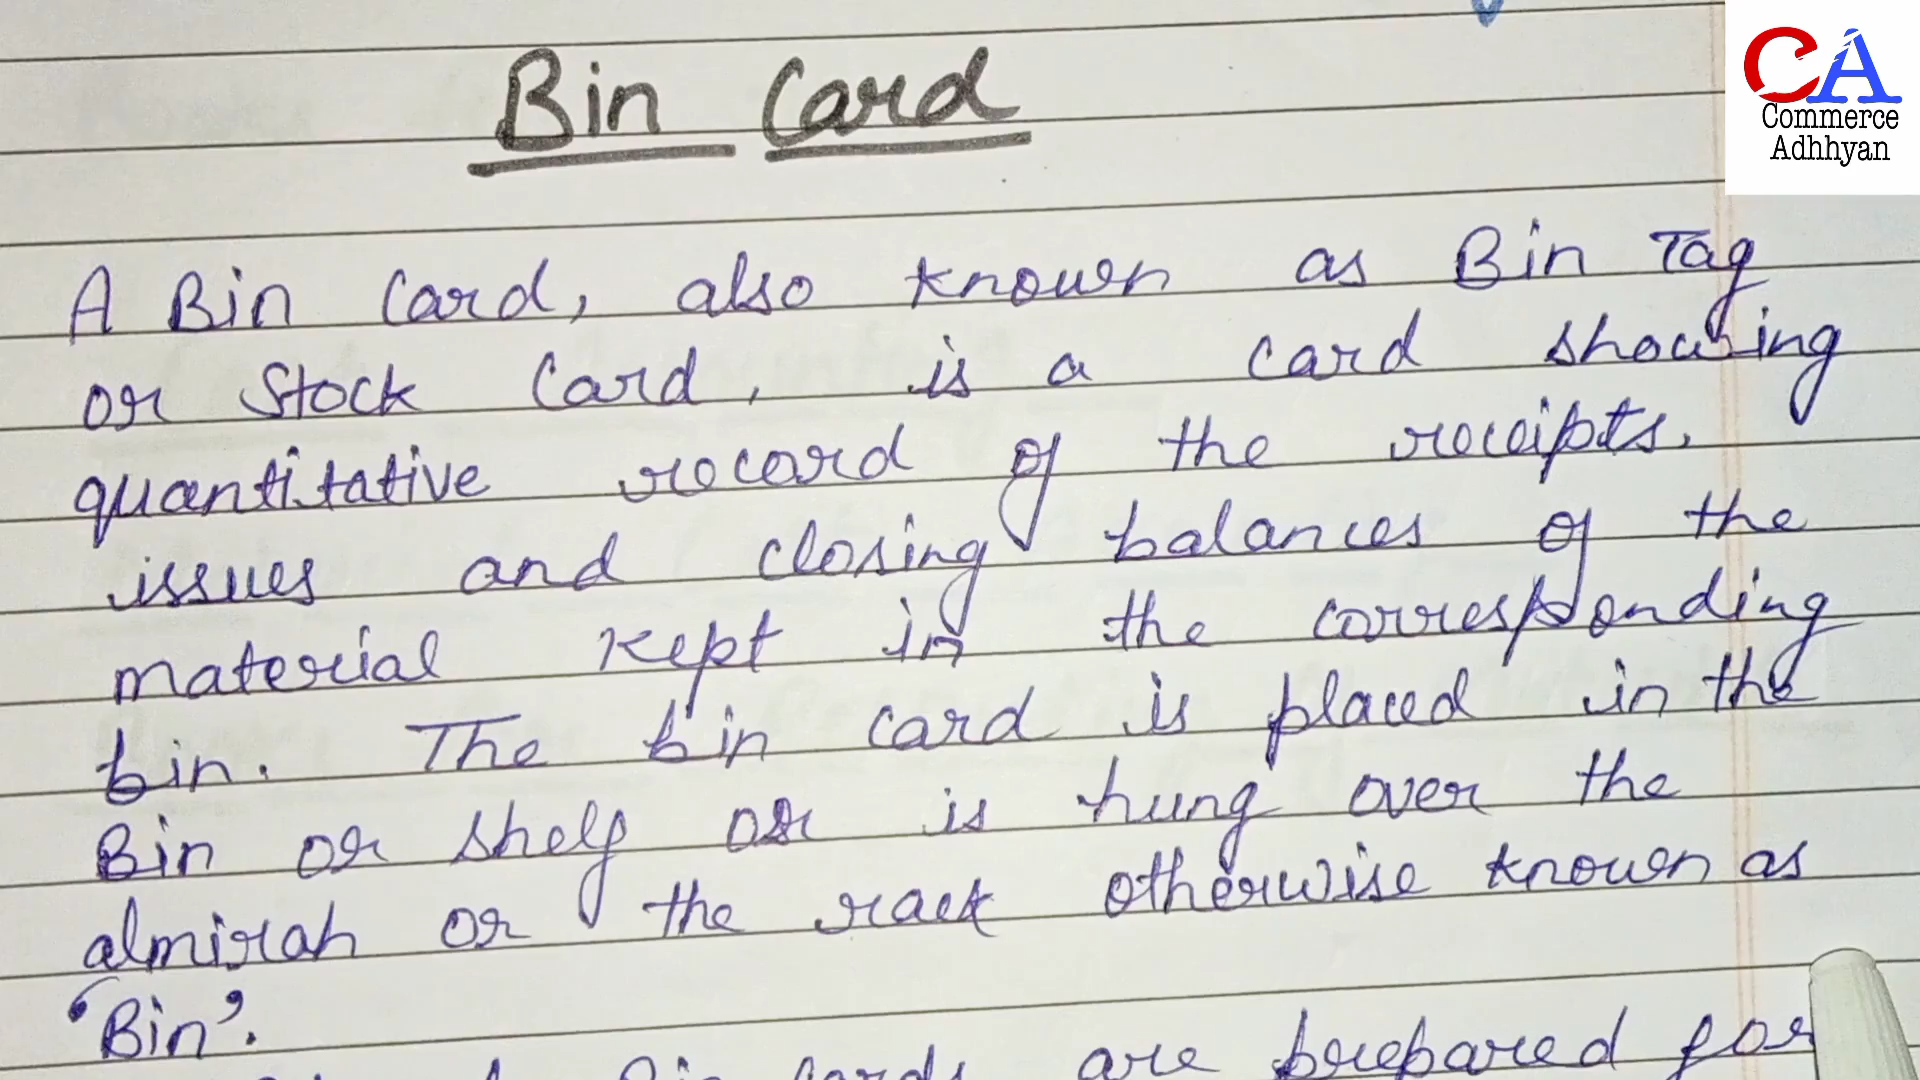 Bin Card
CA
Commerce
Adhhyan
A Bin Card, also known as Bin Tag
or Stock Card, is a card showing
quantitative record of the receipts,
issues and closing balances of the
material kept in the corresponding
bin. The bin card is placed in the
Bin or shelf or is hung over the
almirah or the rack otherwise known as
'Bin'.
are prepared for